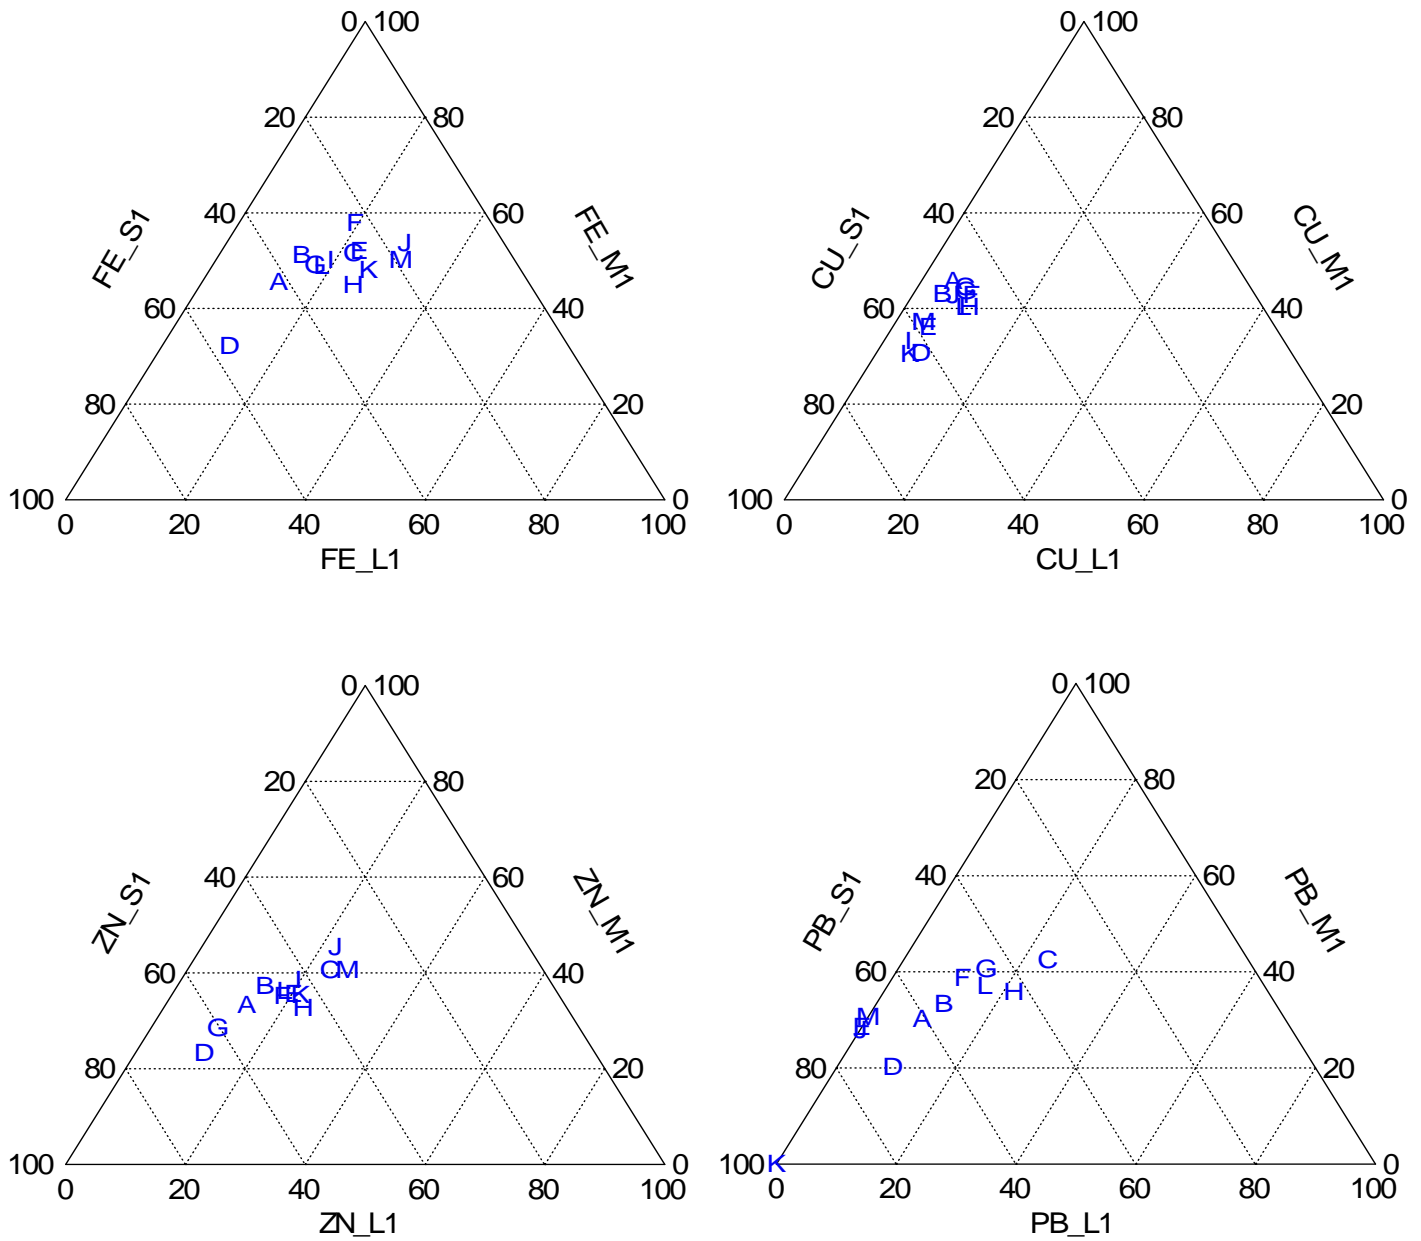 0 100
20 80
40 60
FE_S1 FE_M1
F
J
B C E
G L I M
A H K
60 40
D
80 20
100 0
0 20 40 60 80 100
FE_L1
0 100
20 80
40 60
CU_S1 CU_M1
A G
B J F
L H
60 40
M E
I
K D
80 20
100 0
0 20 40 60 80 100
CU_L1
0 100
20 80
40 60
ZN_S1 ZN_M1
J
60 40
C M
B I
L F E K
A H
G
D
80 20
100 0
0 20 40 60 80 100
ZN_L1
0 100
20 80
40 60
PB_S1 PB_M1
C
60 G 40
F L H
B
M A
E J
D
80 20
K 100 0
0 20 40 60 80 100
PB_L1